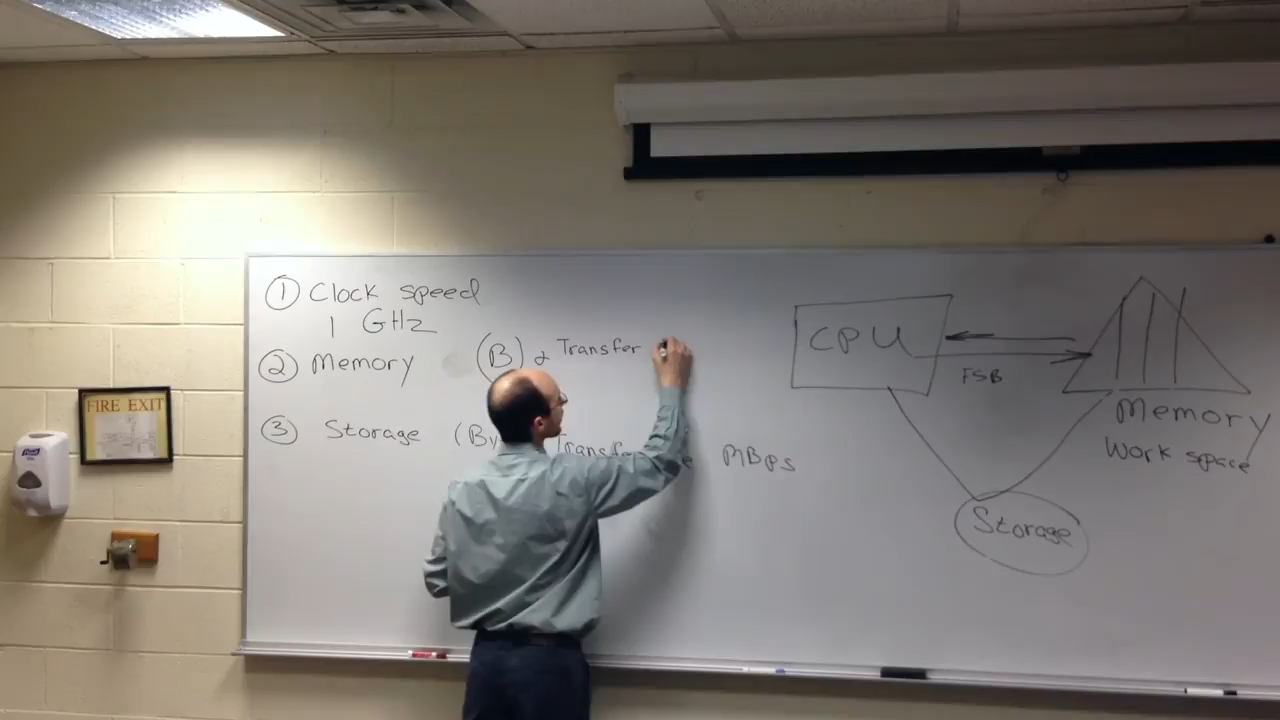 FIRE EXIT
① Clock speed
1 GHz
② Memory (B) & Transfer
③ Storage (By Transfe e MBps
CPU
FSB
Memory
Work space
Storage